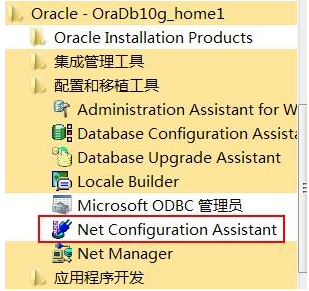 Oracle - OraDb10g_home1
Oracle Installation Products
集成管理工具
配置和移植工具
Administration Assistant for W
Database Configuration Assista
Database Upgrade Assistant
Locale Builder
Microsoft ODBC 管理员
Net Configuration Assistant
Net Manager
应用程序开发